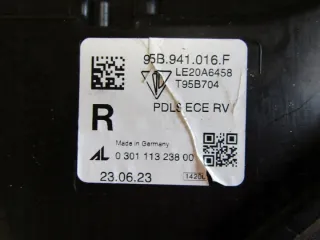 95B.941.016.F
LE20A6458
T95B704
PDLS ECE RV
R
Made in Germany
AL 0 301 113 238 00
23.06.23